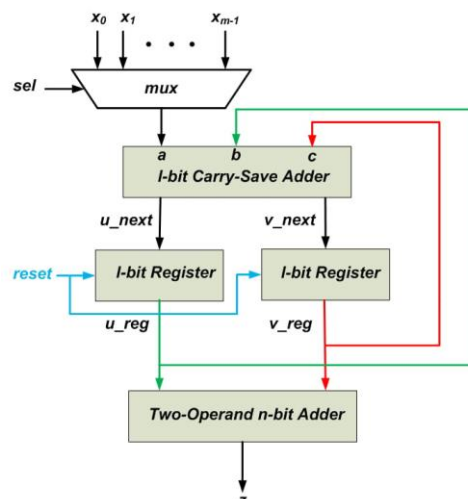 x0 x1 . . . xm-1
sel
mux
a b c
l-bit Carry-Save Adder
u_next v_next
reset
l-bit Register l-bit Register
u_reg v_reg
Two-Operand n-bit Adder